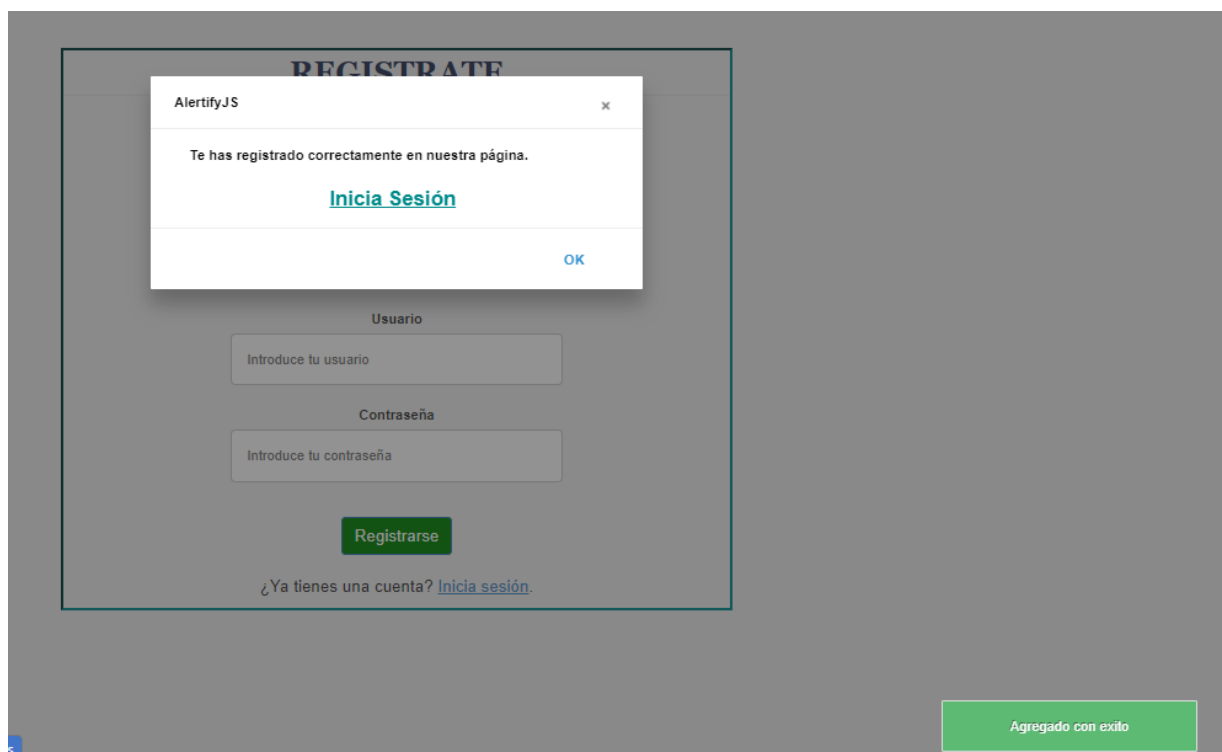 REGISTRATE
AlertifyJS
×
Te has registrado correctamente en nuestra página.
Inicia Sesión
OK
Usuario
Introduce tu usuario
Contraseña
Introduce tu contraseña
Registrarse
¿Ya tienes una cuenta? Inicia sesión.
Agregado con exito